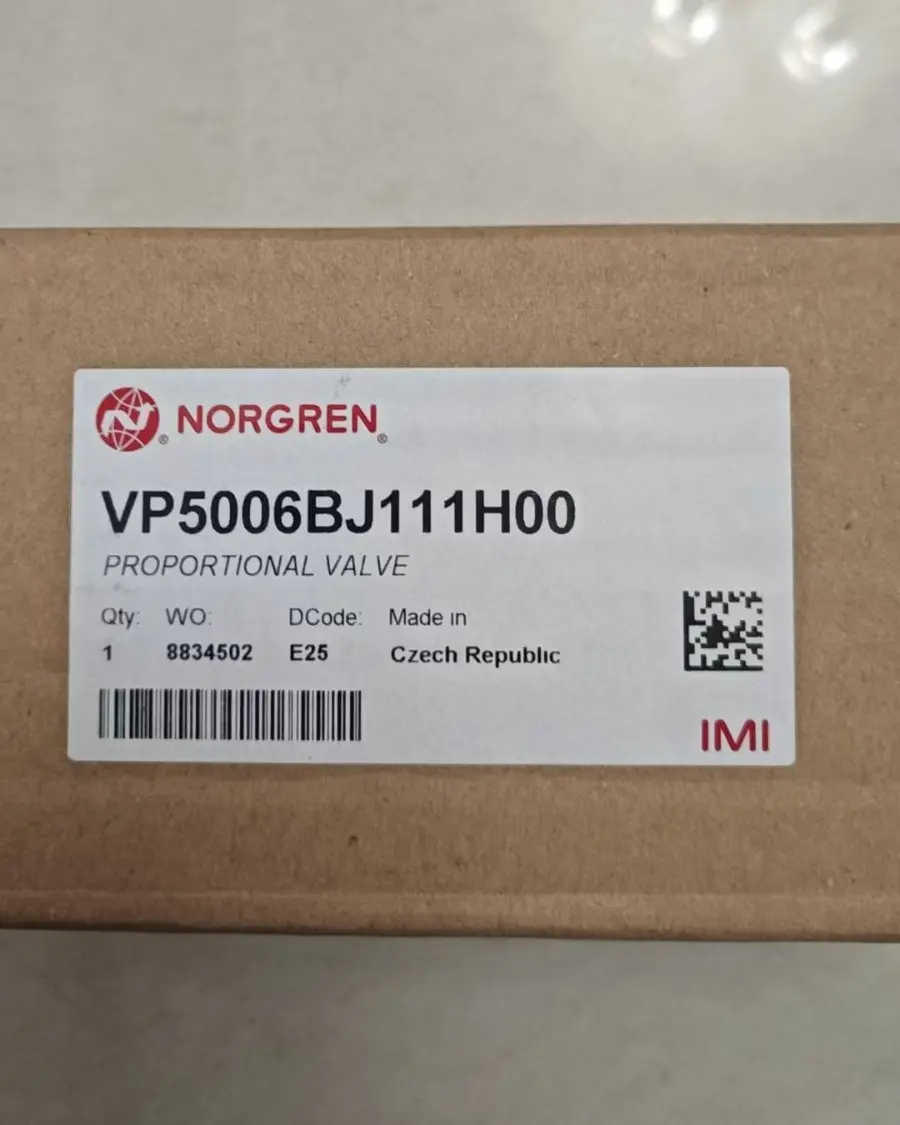 NORGREN®
VP5006BJ111H00
PROPORTIONAL VALVE
Qty: WO: DCode: Made in
1 8834502 E25 Czech Republic
IMI